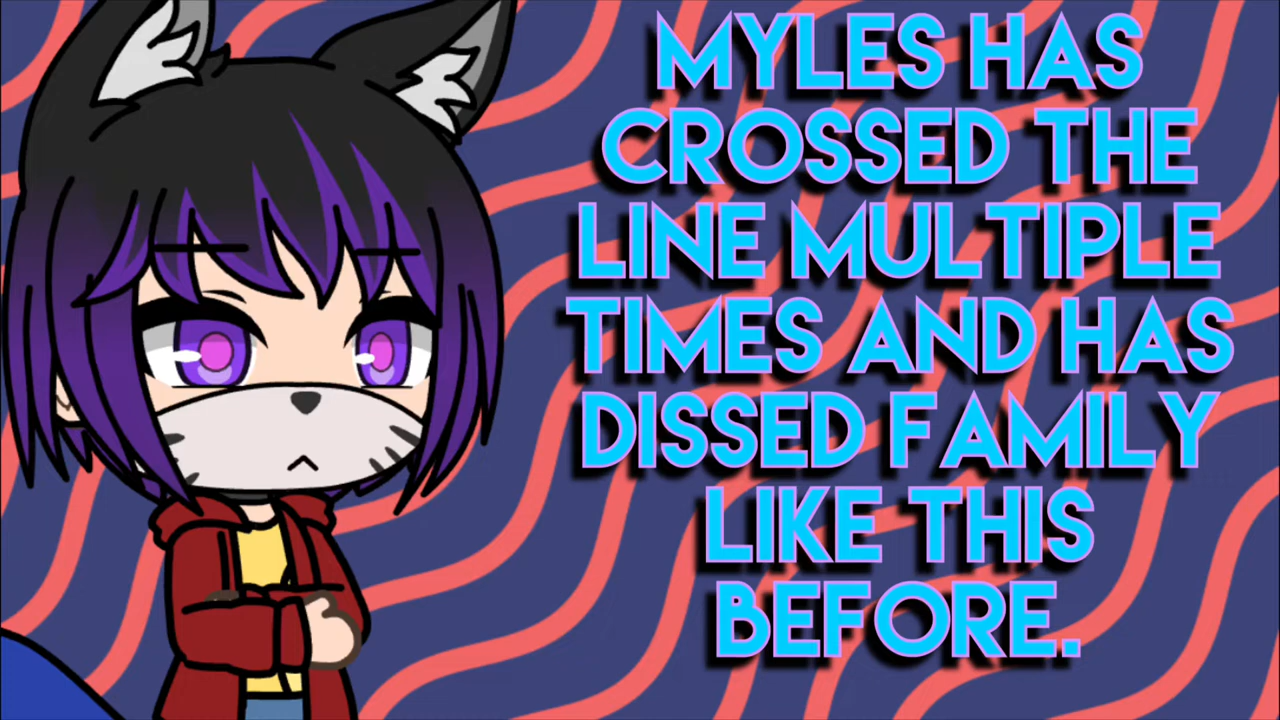 MYLES HAS
CROSSED THE
LINE MULTIPLE
TIMES AND HAS
DISSED FAMILY
LIKE THIS
BEFORE.